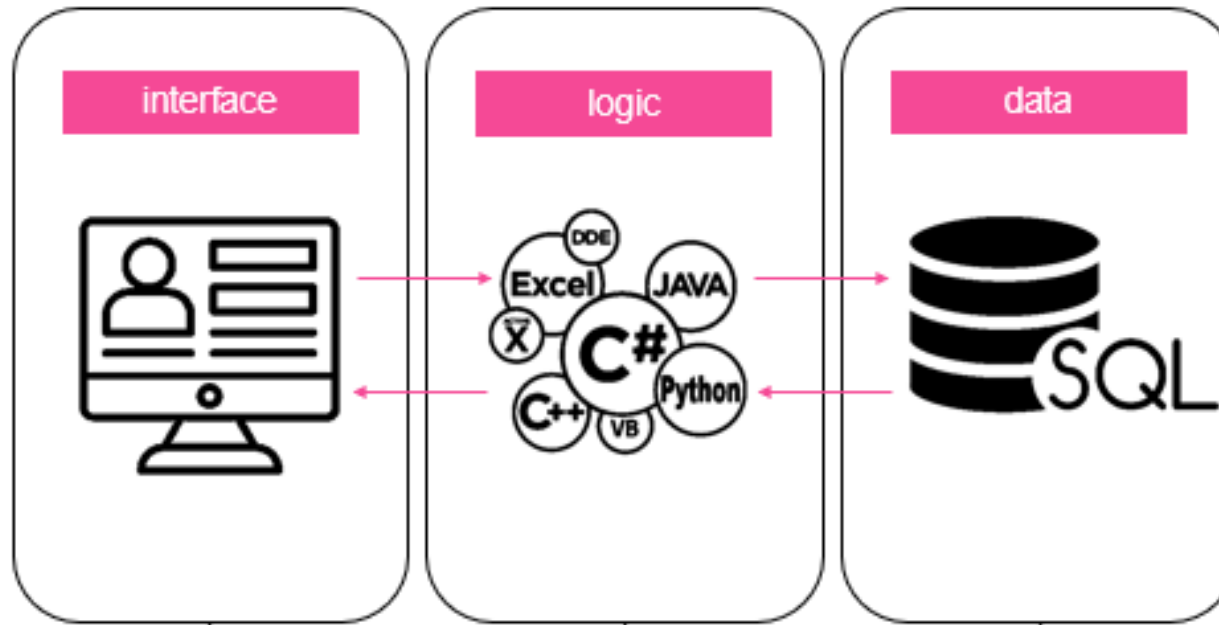 interface
logic
data
DDE
Excel
JAVA
X
C#
Python
C++
VB
SQL